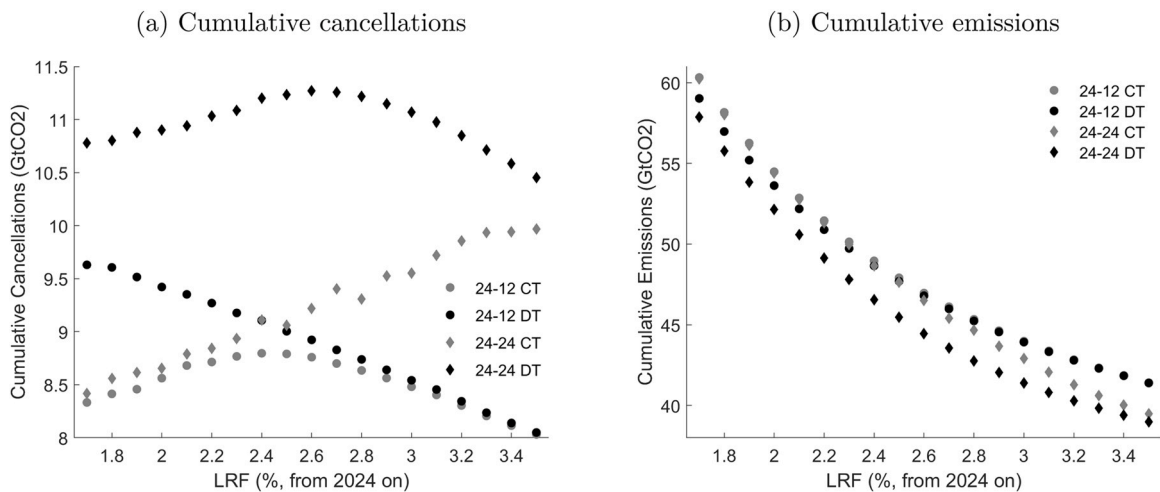 (a) Cumulative cancellations
11.5
11
10.5
10
9.5
9
8.5
8
Cumulative Cancellations (GtCO2)
24-12 CT
24-12 DT
24-24 CT
24-24 DT
1.8 2 2.2 2.4 2.6 2.8 3 3.2 3.4
LRF (%, from 2024 on)
(b) Cumulative emissions
60
55
50
45
40
Cumulative Emissions (GtCO2)
24-12 CT
24-12 DT
24-24 CT
24-24 DT
1.8 2 2.2 2.4 2.6 2.8 3 3.2 3.4
LRF (%, from 2024 on)